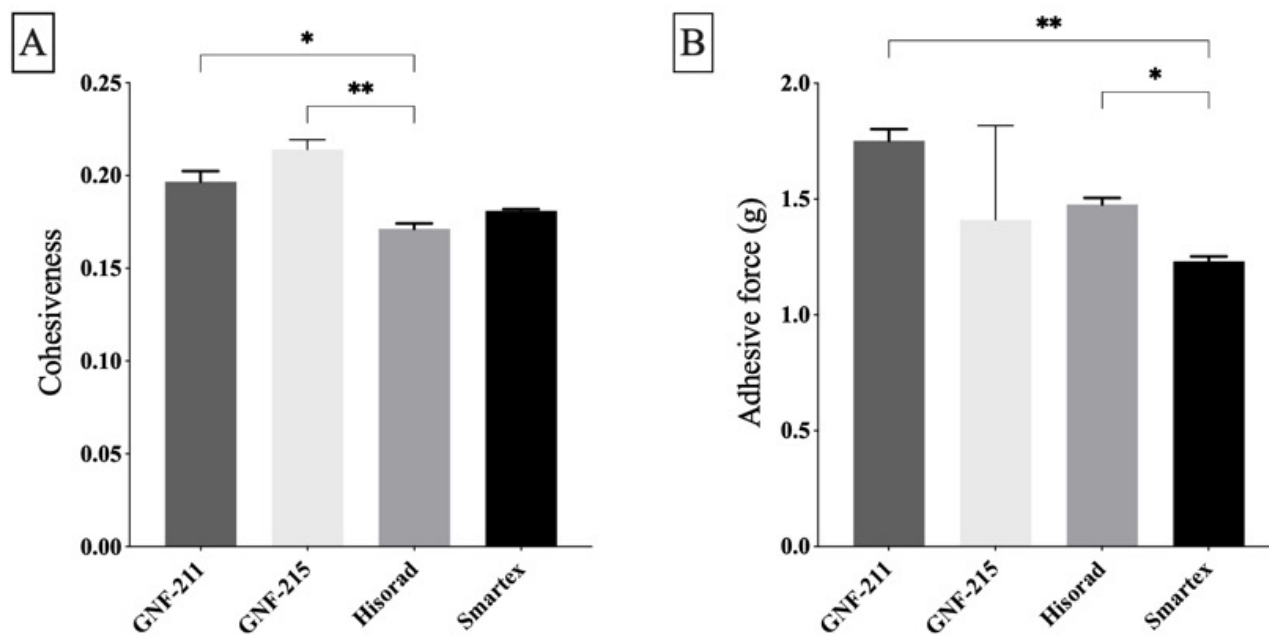 A
*
**
0.25
0.20
0.15
0.10
0.05
0.00
Cohesiveness
GNF-211
GNF-215
Hisorad
Smartex
B
**
*
2.0
1.5
1.0
0.5
0.0
Adhesive force (g)
GNF-211
GNF-215
Hisorad
Smartex